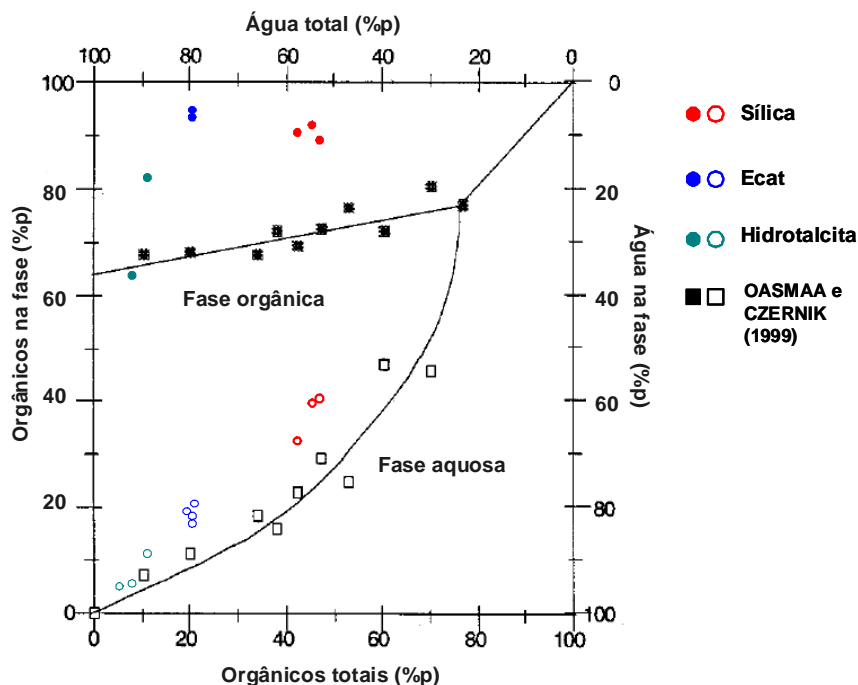 Água total (%p)
100 80 60 40 20 0
100
80
60
40
20
0
Orgânicos na fase (%p)
0
20
40
60
80
100
Água na fase (%p)
Fase orgânica
Fase aquosa
0 20 40 60 80 100
Orgânicos totais (%p)
Sílica
Ecat
Hidrotalcita
OASMAA e
CZERNIK
(1999)